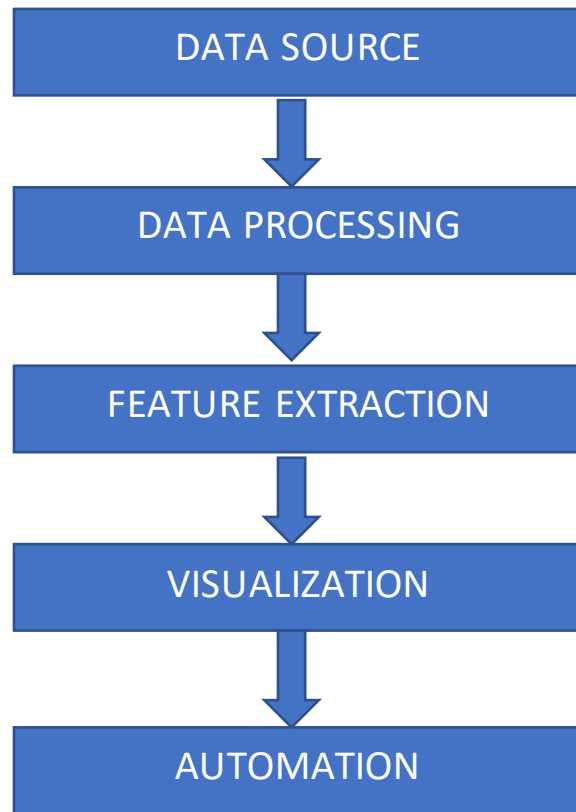 DATA SOURCE
DATA PROCESSING
FEATURE EXTRACTION
VISUALIZATION
AUTOMATION